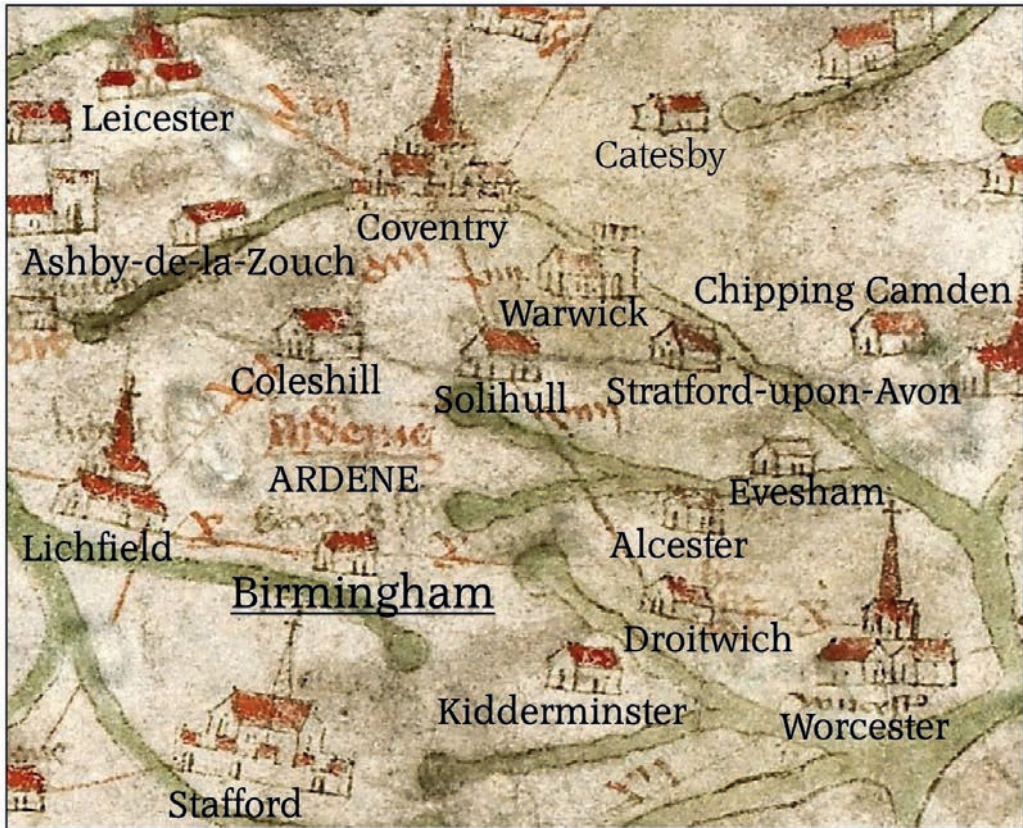 Leicester
Catesby
Coventry
Ashby-de-la-Zouch
Chipping Camden
Warwick
Coleshill
Solihull
Stratford-upon-Avon
ARDENE
Evesham
Lichfield
Alcester
Birmingham
Droitwich
Kidderminster
Worcester
Stafford